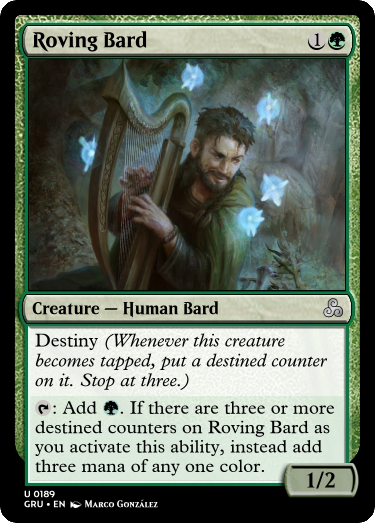 Roving Bard 1
Creature — Human Bard
Destiny (Whenever this creature
becomes tapped, put a destined counter
on it. Stop at three.)
: Add . If there are three or more
destined counters on Roving Bard as
you activate this ability, instead add
three mana of any one color.
1/2
U 0189
GRU • EN Marco González